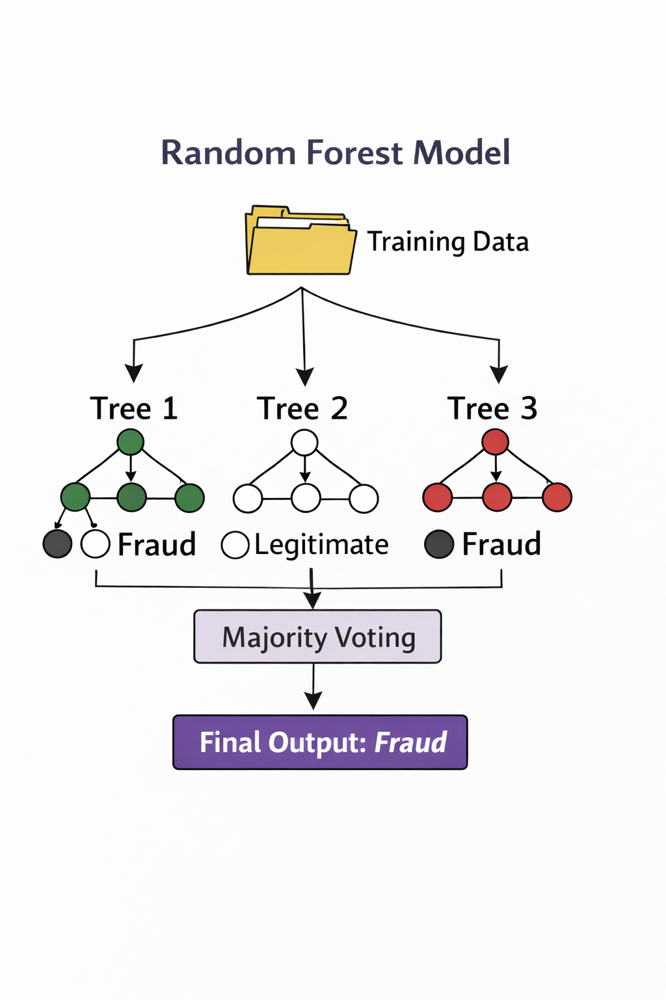 Random Forest Model
Training Data
Tree 1
Tree 2
Tree 3
Fraud
Legitimate
Fraud
Majority Voting
Final Output: Fraud